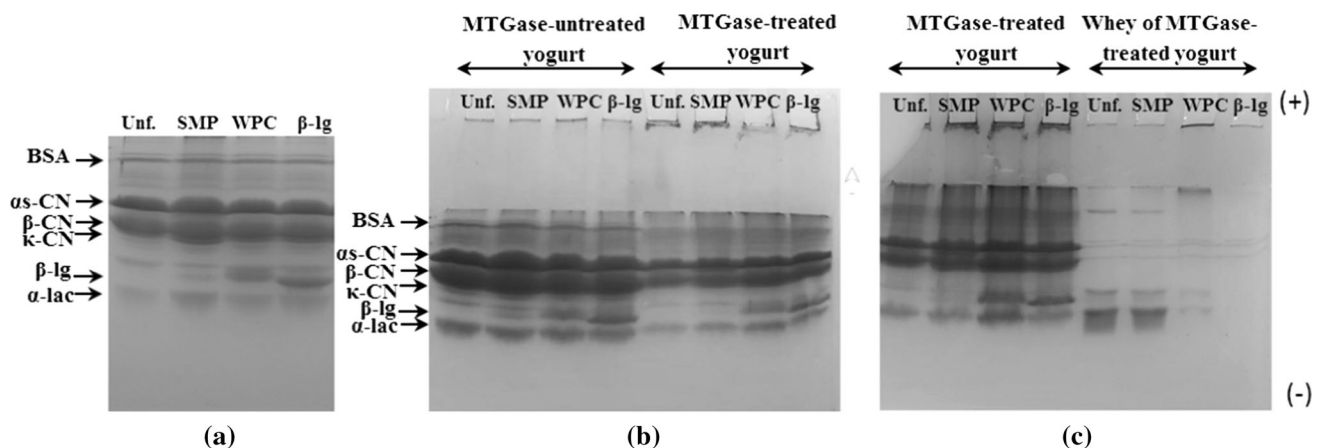 Unf. SMP WPC β-lg
BSA
αs-CN
β-CN
κ-CN
β-lg
α-lac
(a)
MTGase-untreated
yogurt
MTGase-treated
yogurt
Unf. SMP WPC β-lg Unf. SMP WPC β-lg
BSA
αs-CN
β-CN
κ-CN
β-lg
α-lac
(b)
MTGase-treated
yogurt
Whey of MTGase-
treated yogurt
Unf. SMP WPC β-lg Unf. SMP WPC β-lg
(+)
(-)
(c)